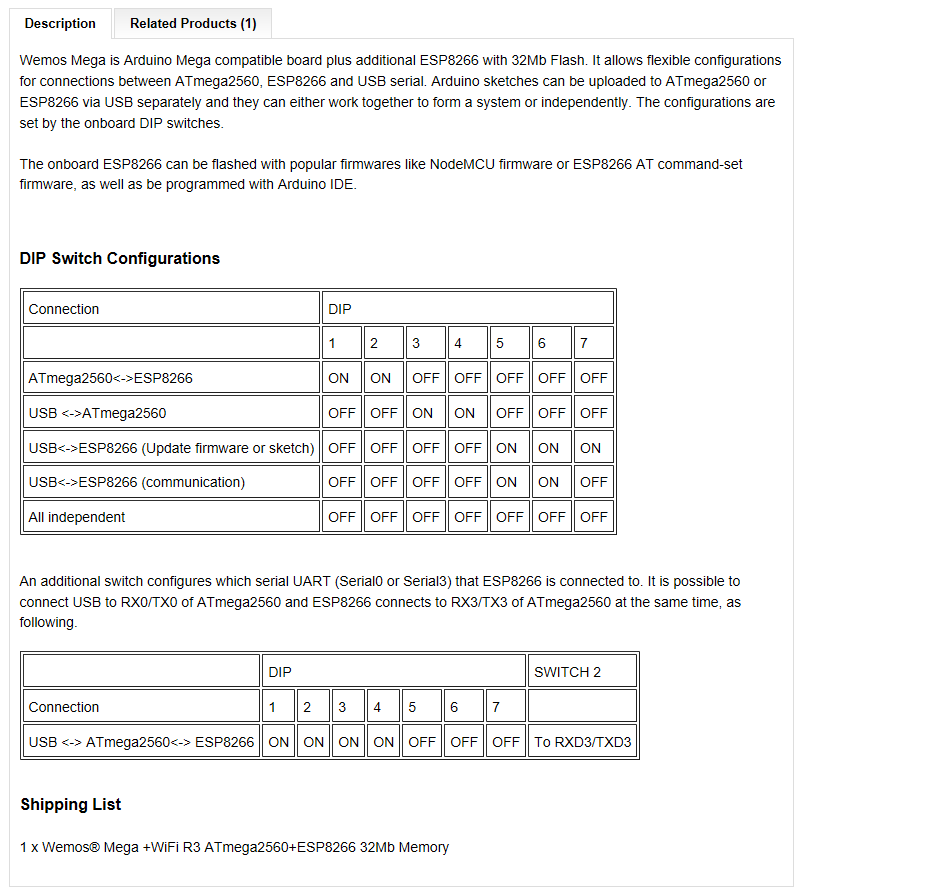 Description
Related Products (1)
Wemos Mega is Arduino Mega compatible board plus additional ESP8266 with 32Mb Flash. It allows flexible configurations
for connections between ATmega2560, ESP8266 and USB serial. Arduino sketches can be uploaded to ATmega2560 or
ESP8266 via USB separately and they can either work together to form a system or independently. The configurations are
set by the onboard DIP switches.
The onboard ESP8266 can be flashed with popular firmwares like NodeMCU firmware or ESP8266 AT command-set
firmware, as well as be programmed with Arduino IDE.
DIP Switch Configurations
Connection DIP
1 2 3 4 5 6 7
ATmega2560<->ESP8266 ON ON OFF OFF OFF OFF OFF
USB <->ATmega2560 OFF OFF ON ON OFF OFF OFF
USB<->ESP8266 (Update firmware or sketch) OFF OFF OFF OFF ON ON ON
USB<->ESP8266 (communication) OFF OFF OFF OFF ON ON OFF
All independent OFF OFF OFF OFF OFF OFF OFF
An additional switch configures which serial UART (Serial0 or Serial3) that ESP8266 is connected to. It is possible to
connect USB to RX0/TX0 of ATmega2560 and ESP8266 connects to RX3/TX3 of ATmega2560 at the same time, as
following.
DIP SWITCH 2
Connection 1 2 3 4 5 6 7
USB <-> ATmega2560<-> ESP8266 ON ON ON ON OFF OFF OFF To RXD3/TXD3
Shipping List
1 x Wemos® Mega +WiFi R3 ATmega2560+ESP8266 32Mb Memory